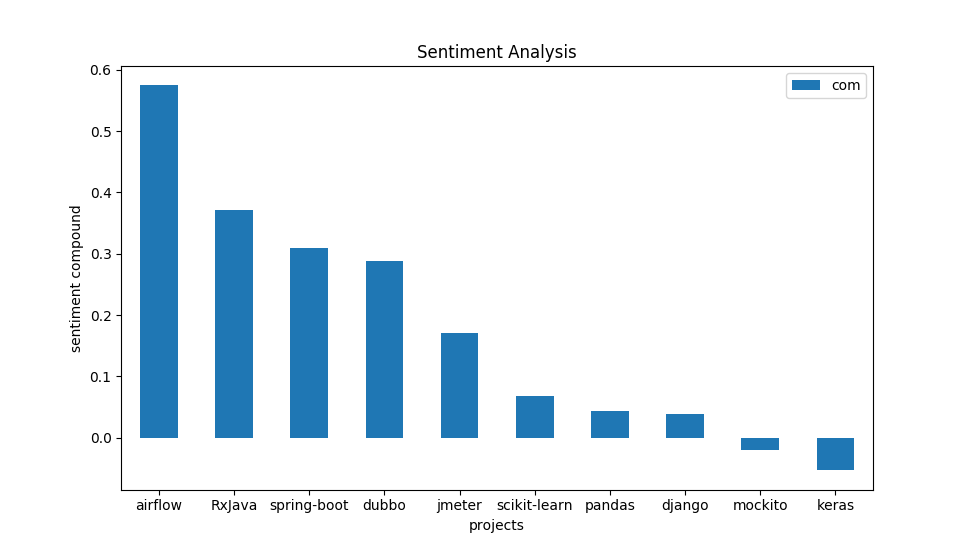 Sentiment Analysis
com
sentiment compound
0.6
0.5
0.4
0.3
0.2
0.1
0.0
airflow RxJava spring-boot dubbo jmeter scikit-learn pandas django mockito keras
projects